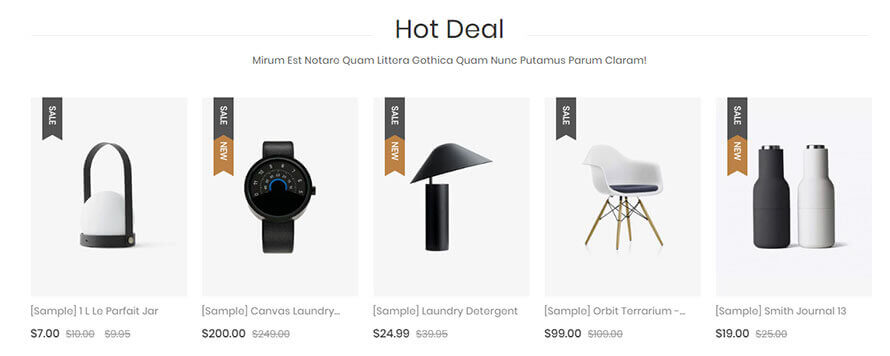 Hot Deal
Mirum Est Notare Quam Littera Gothica Quam Nunc Putamus Parum Claram!
SALE
SALE
NEW
SALE
NEW
SALE
SALE
NEW
[Sample] 1 L Le Parfait Jar
$7.00 $10.00 $9.95
[Sample] Canvas Laundry...
$200.00 $249.00
[Sample] Laundry Detergent
$24.99 $39.95
[Sample] Orbit Terrarium -...
$99.00 $109.00
[Sample] Smith Journal 13
$19.00 $25.00